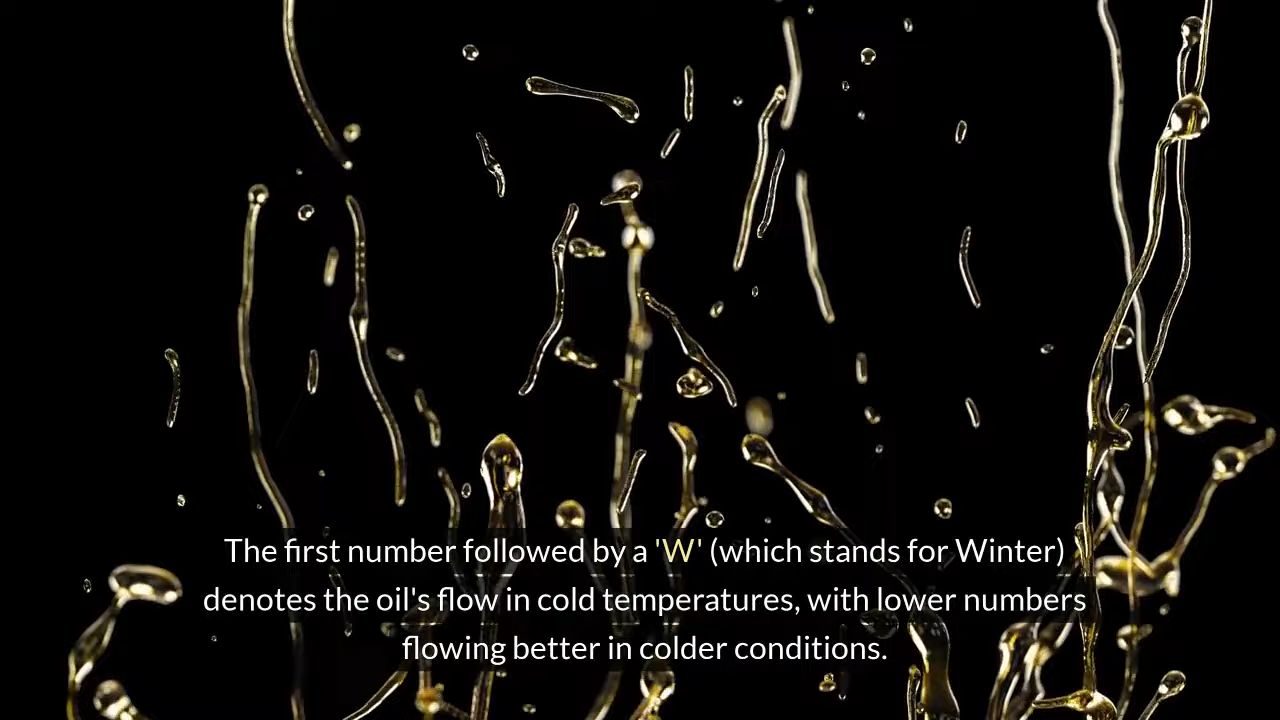 The first number followed by a 'W' (which stands for Winter)
denotes the oil's flow in cold temperatures, with lower numbers
flowing better in colder conditions.